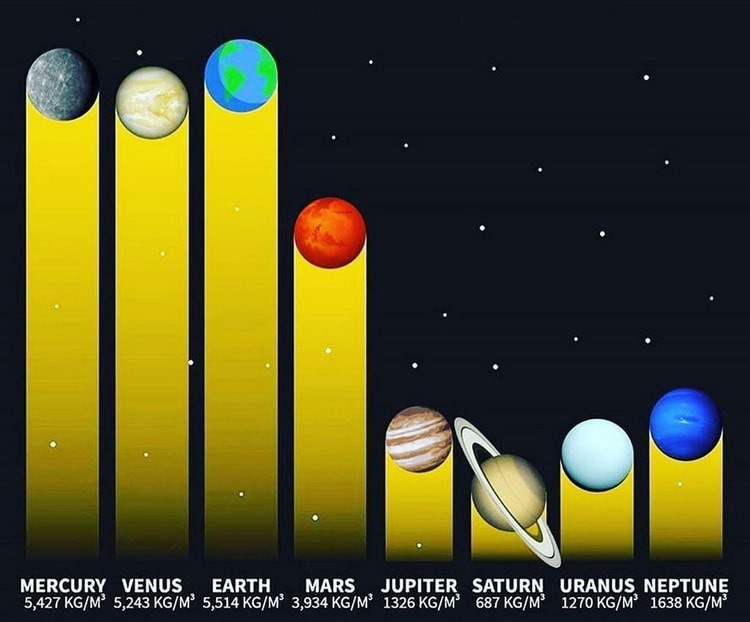 MERCURY VENUS EARTH MARS JUPITER SATURN URANUS NEPTUNE
5,427 KG/M³ 5,243 KG/M³ 5,514 KG/M³ 3,934 KG/M³ 1326 KG/M³ 687 KG/M³ 1270 KG/M³ 1638 KG/M³